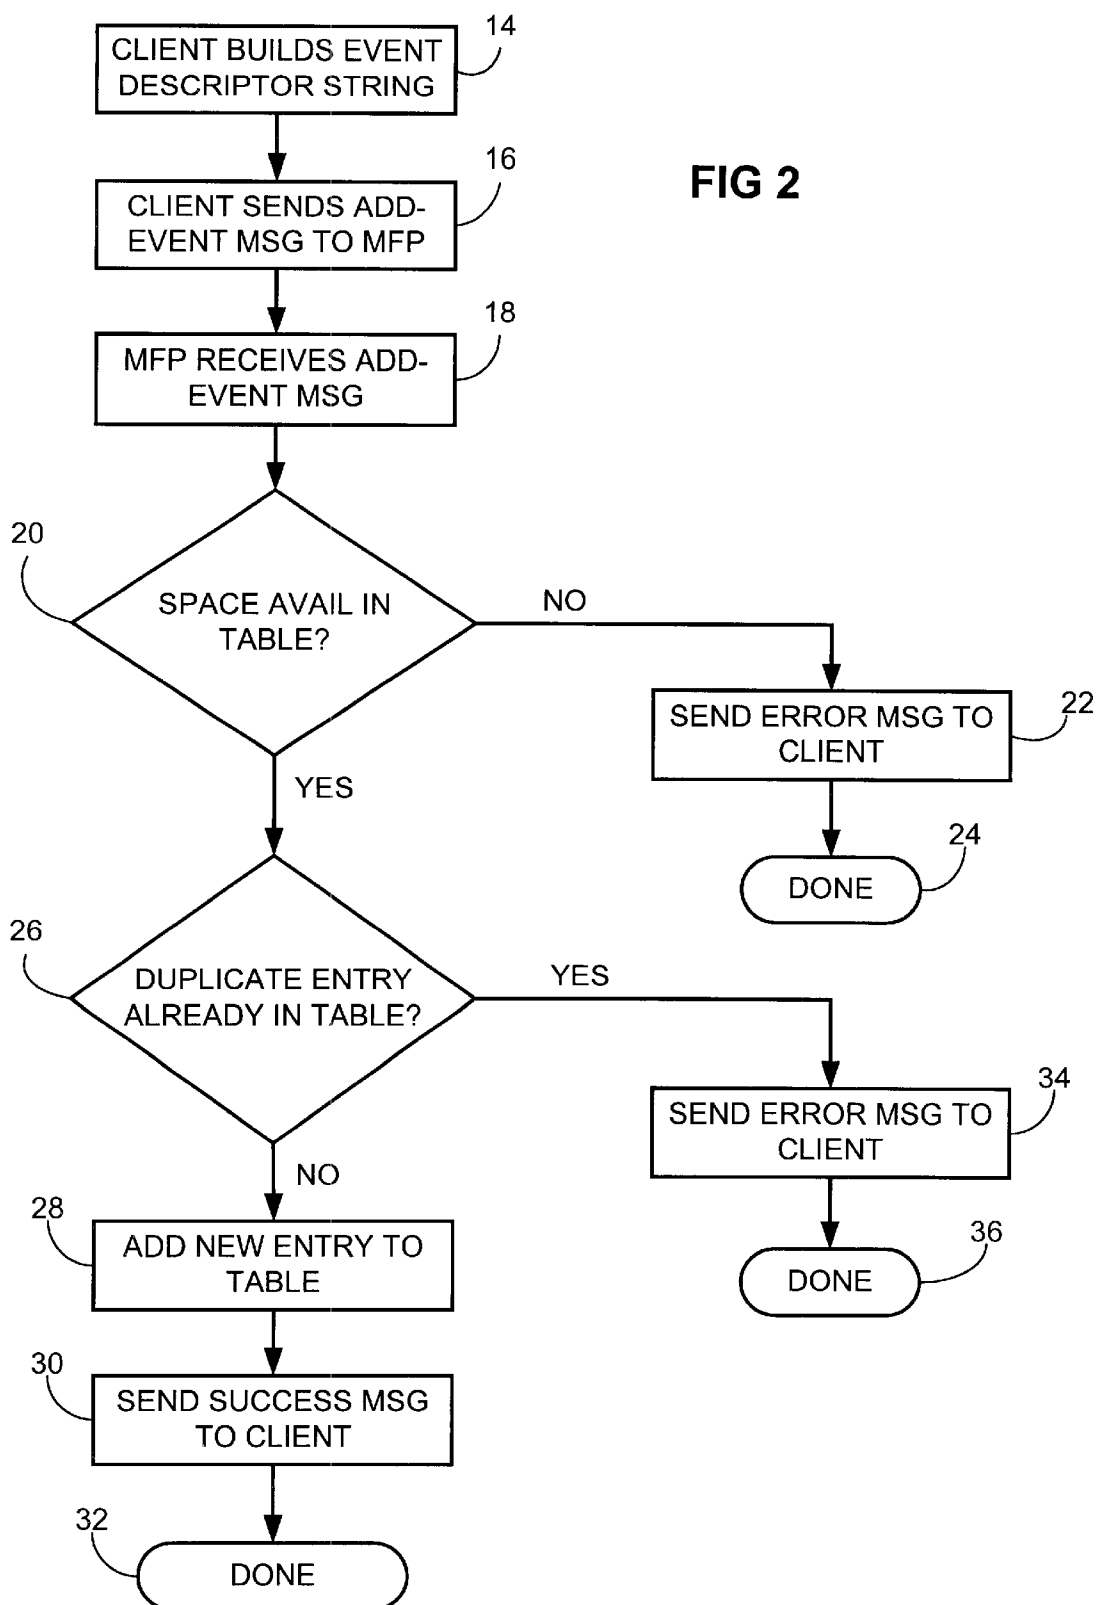 14
CLIENT BUILDS EVENT
DESCRIPTOR STRING
16
CLIENT SENDS ADD-
EVENT MSG TO MFP
FIG 2
18
MFP RECEIVES ADD-
EVENT MSG
20
SPACE AVAIL IN
TABLE?
NO
22
SEND ERROR MSG TO
CLIENT
YES
24
DONE
26
DUPLICATE ENTRY
ALREADY IN TABLE?
YES
34
SEND ERROR MSG TO
CLIENT
NO
36
DONE
28
ADD NEW ENTRY TO
TABLE
30
SEND SUCCESS MSG
TO CLIENT
32
DONE